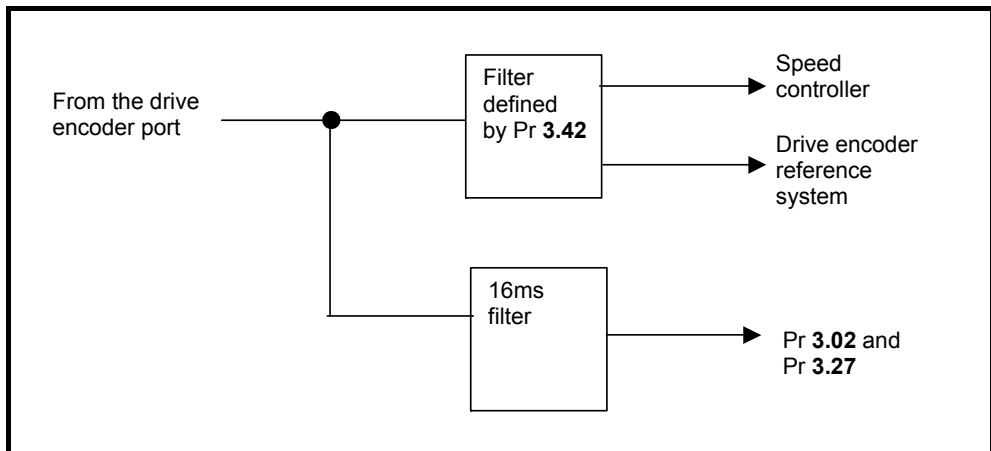 From the drive
encoder port
Filter
defined
by Pr 3.42
Speed
controller
Drive encoder
reference
system
16ms
filter
Pr 3.02 and
Pr 3.27